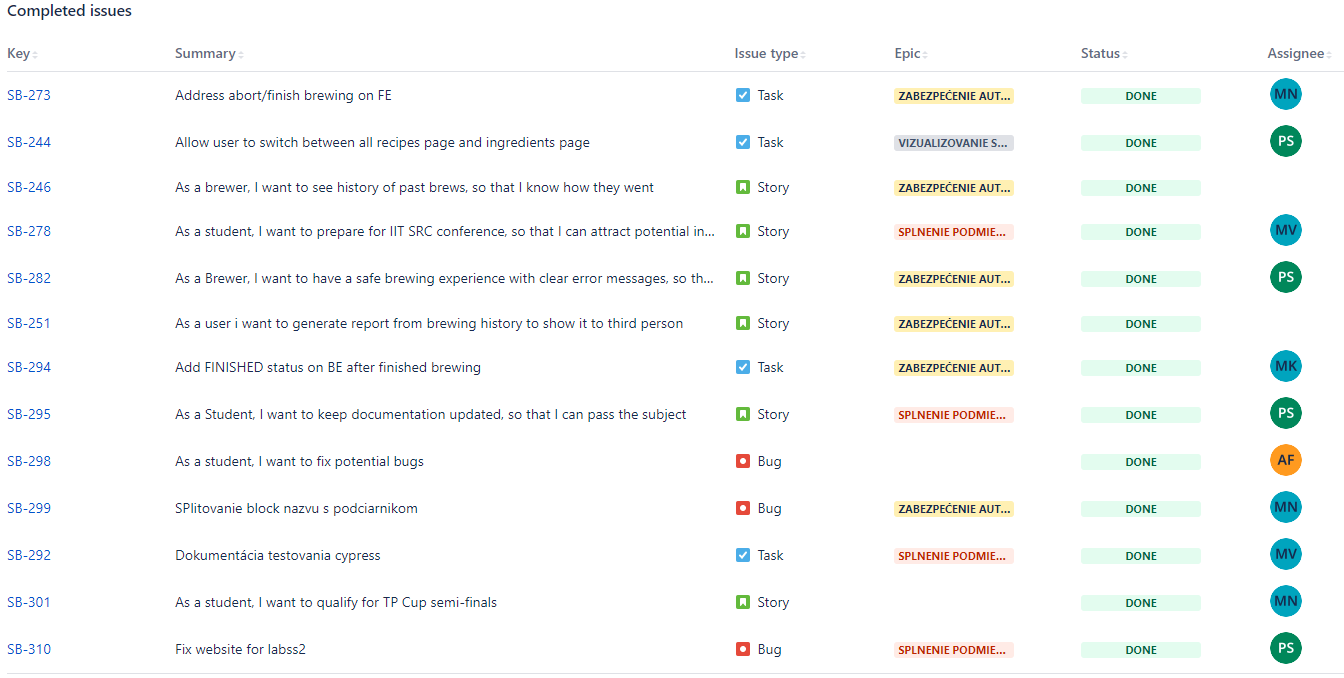 Completed issues
Key Summary Issue type Epic Status Assignee
SB-273 Address abort/finish brewing on FE Task ZABEZPEČENIE AUT... DONE MN
SB-244 Allow user to switch between all recipes page and ingredients page Task VIZUALIZOVANIE S... DONE PS
SB-246 As a brewer, I want to see history of past brews, so that I know how they went Story ZABEZPEČENIE AUT... DONE
SB-278 As a student, I want to prepare for IIT SRC conference, so that I can attract potential in... Story SPLNENIE PODMIE... DONE MV
SB-282 As a Brewer, I want to have a safe brewing experience with clear error messages, so th... Story ZABEZPEČENIE AUT... DONE PS
SB-251 As a user i want to generate report from brewing history to show it to third person Story ZABEZPEČENIE AUT... DONE
SB-294 Add FINISHED status on BE after finished brewing Task ZABEZPEČENIE AUT... DONE MK
SB-295 As a Student, I want to keep documentation updated, so that I can pass the subject Story SPLNENIE PODMIE... DONE PS
SB-298 As a student, I want to fix potential bugs Bug DONE AF
SB-299 SPlitovanie block nazvu s podciarnikom Bug ZABEZPEČENIE AUT... DONE MN
SB-292 Dokumentácia testovania cypress Task SPLNENIE PODMIE... DONE MV
SB-301 As a student, I want to qualify for TP Cup semi-finals Story DONE MN
SB-310 Fix website for labss2 Bug SPLNENIE PODMIE... DONE PS